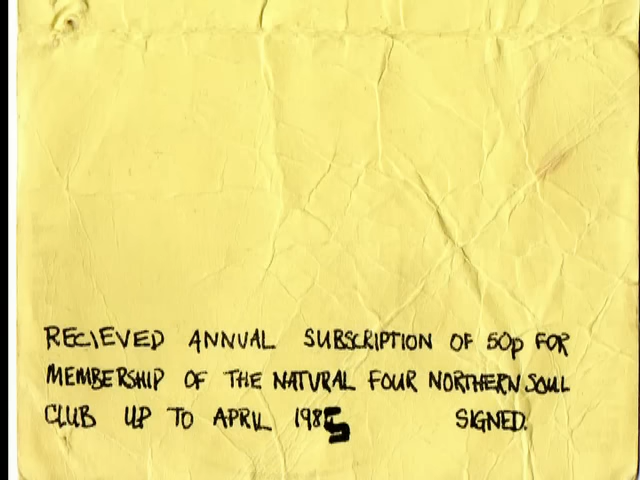 RECIEVED ANNUAL SUBSCRIPTION OF 50p FOR
MEMBERSHIP OF THE NATURAL FOUR NORTHERN SOUL
CLUB UP TO APRIL 1985 SIGNED.